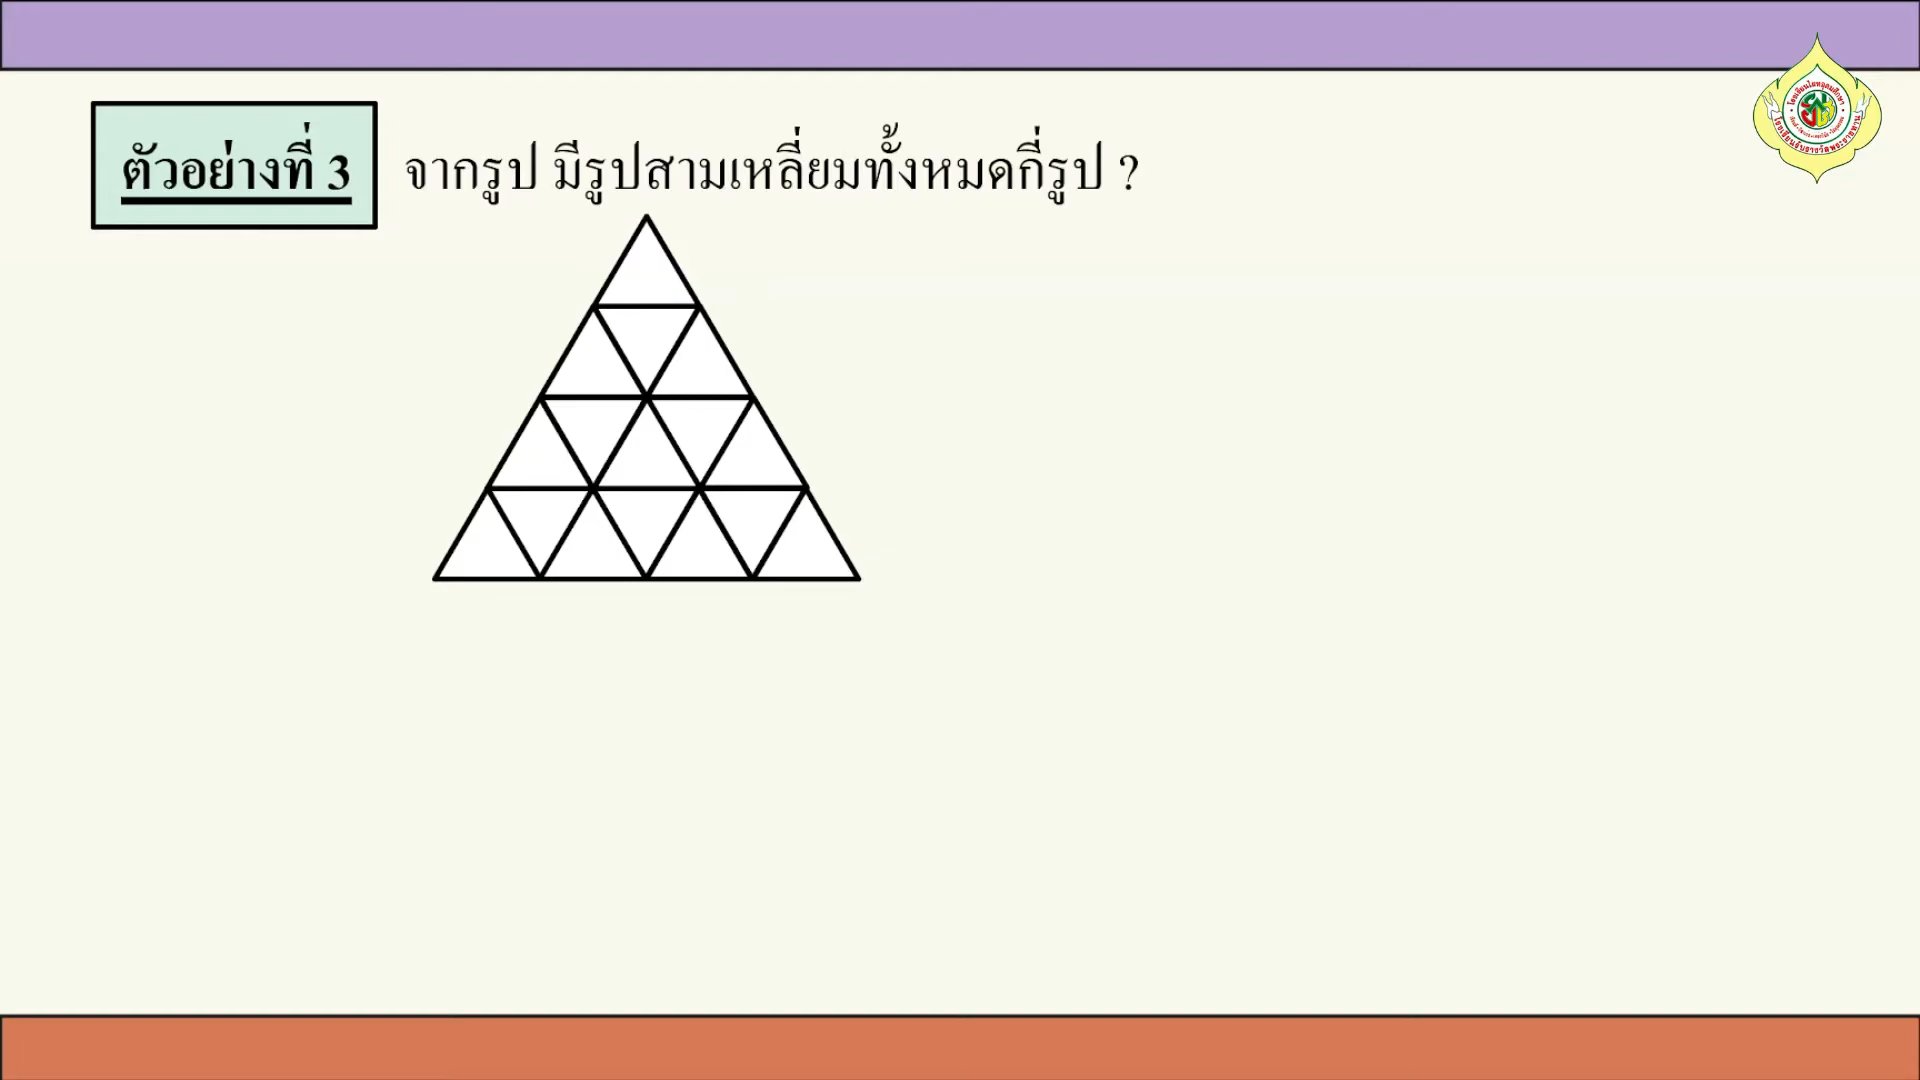 ตัวอย่างที่ 3 จากรูป มีรูปสามเหลี่ยมทั้งหมดกี่รูป ?